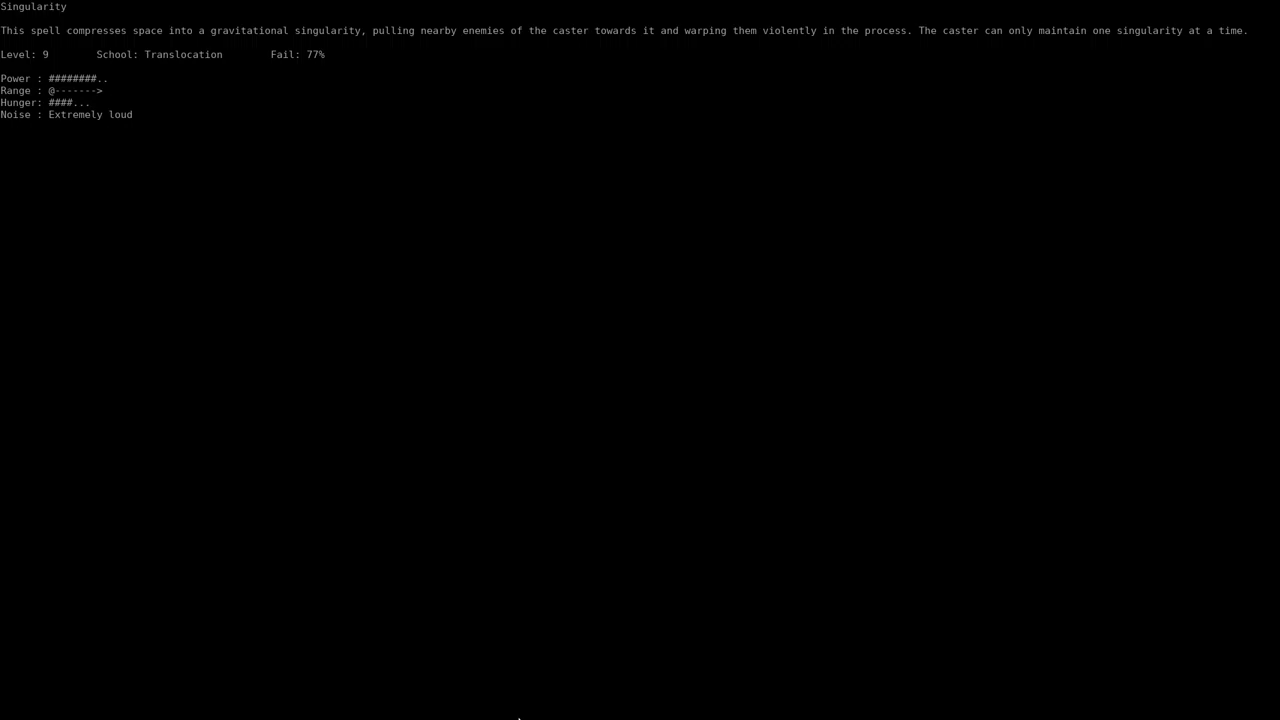 Singularity
This spell compresses space into a gravitational singularity, pulling nearby enemies of the caster towards it and warping them violently in the process. The caster can only maintain one singularity at a time.
Level: 9        School: Translocation        Fail: 77%
Power : ########..
Range : @------->
Hunger: ####...
Noise : Extremely loud